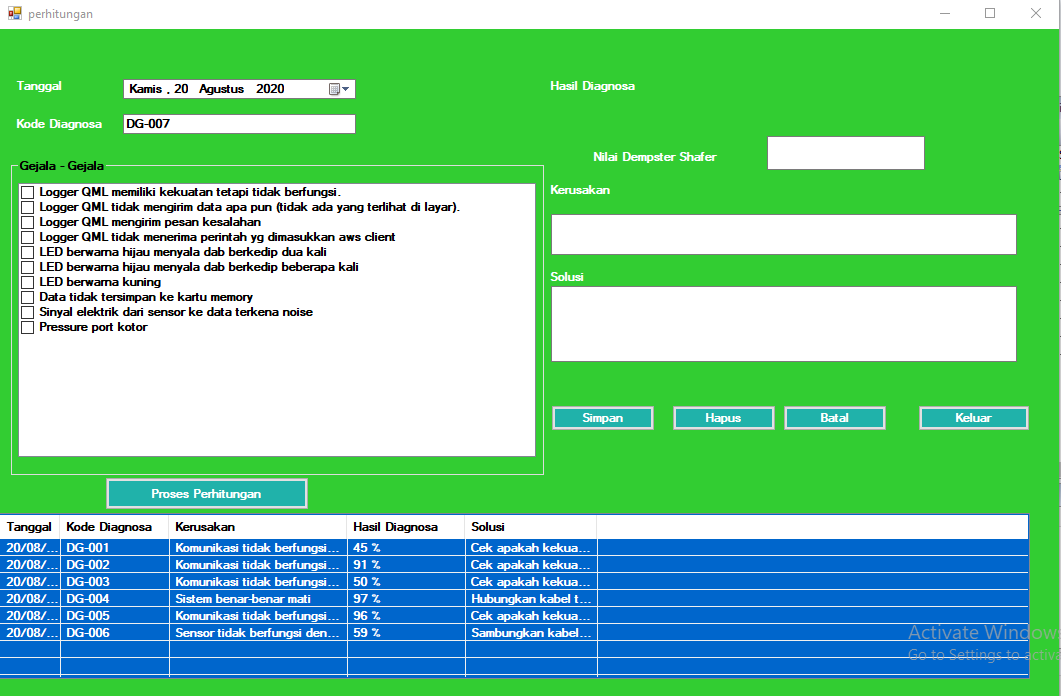 perhitungan
Tanggal
Kamis , 20 Agustus 2020
Hasil Diagnosa
Kode Diagnosa
DG-007
Nilai Dempster Shafer
Gejala - Gejala
Kerusakan
Logger QML memiliki kekuatan tetapi tidak berfungsi.
Logger QML tidak mengirim data apa pun (tidak ada yang terlihat di layar).
Logger QML mengirim pesan kesalahan
Logger QML tidak menerima perintah yg dimasukkan aws client
LED berwarna hijau menyala dab berkedip dua kali
LED berwarna hijau menyala dab berkedip beberapa kali
LED berwarna kuning
Data tidak tersimpan ke kartu memory
Sinyal elektrik dari sensor ke data terkena noise
Pressure port kotor
Solusi
Simpan Hapus Batal Keluar
Proses Perhitungan
Tanggal Kode Diagnosa Kerusakan Hasil Diagnosa Solusi
20/08/... DG-001 Komunikasi tidak berfungsi... 45 % Cek apakah kekua...
20/08/... DG-002 Komunikasi tidak berfungsi... 91 % Cek apakah kekua...
20/08/... DG-003 Komunikasi tidak berfungsi... 50 % Cek apakah kekua...
20/08/... DG-004 Sistem benar-benar mati 97 % Hubungkan kabel t...
20/08/... DG-005 Komunikasi tidak berfungsi... 96 % Cek apakah kekua...
20/08/... DG-006 Sensor tidak berfungsi den... 59 % Sambungkan kabel...
Activate Window
Go to Settings to activa